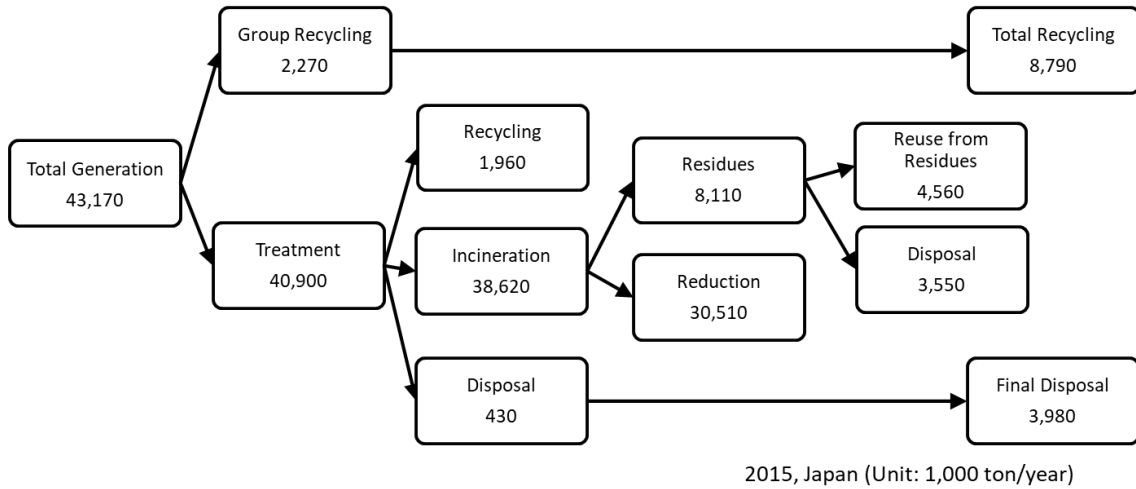 Group Recycling
2,270
Total Recycling
8,790
Total Generation
43,170
Recycling
1,960
Residues
8,110
Reuse from
Residues
4,560
Treatment
40,900
Incineration
38,620
Reduction
30,510
Disposal
3,550
Disposal
430
Final Disposal
3,980
2015, Japan (Unit: 1,000 ton/year)